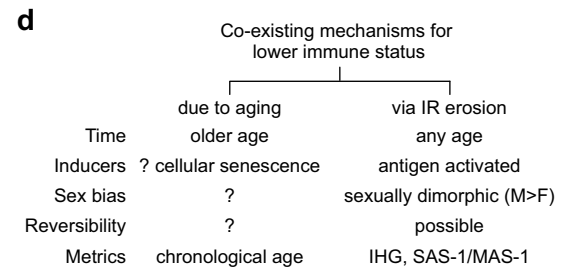 d
Co-existing mechanisms for
lower immune status
due to aging via IR erosion
Time older age any age
Inducers ? cellular senescence antigen activated
Sex bias ? sexually dimorphic (M>F)
Reversibility ? possible
Metrics chronological age IHG, SAS-1/MAS-1